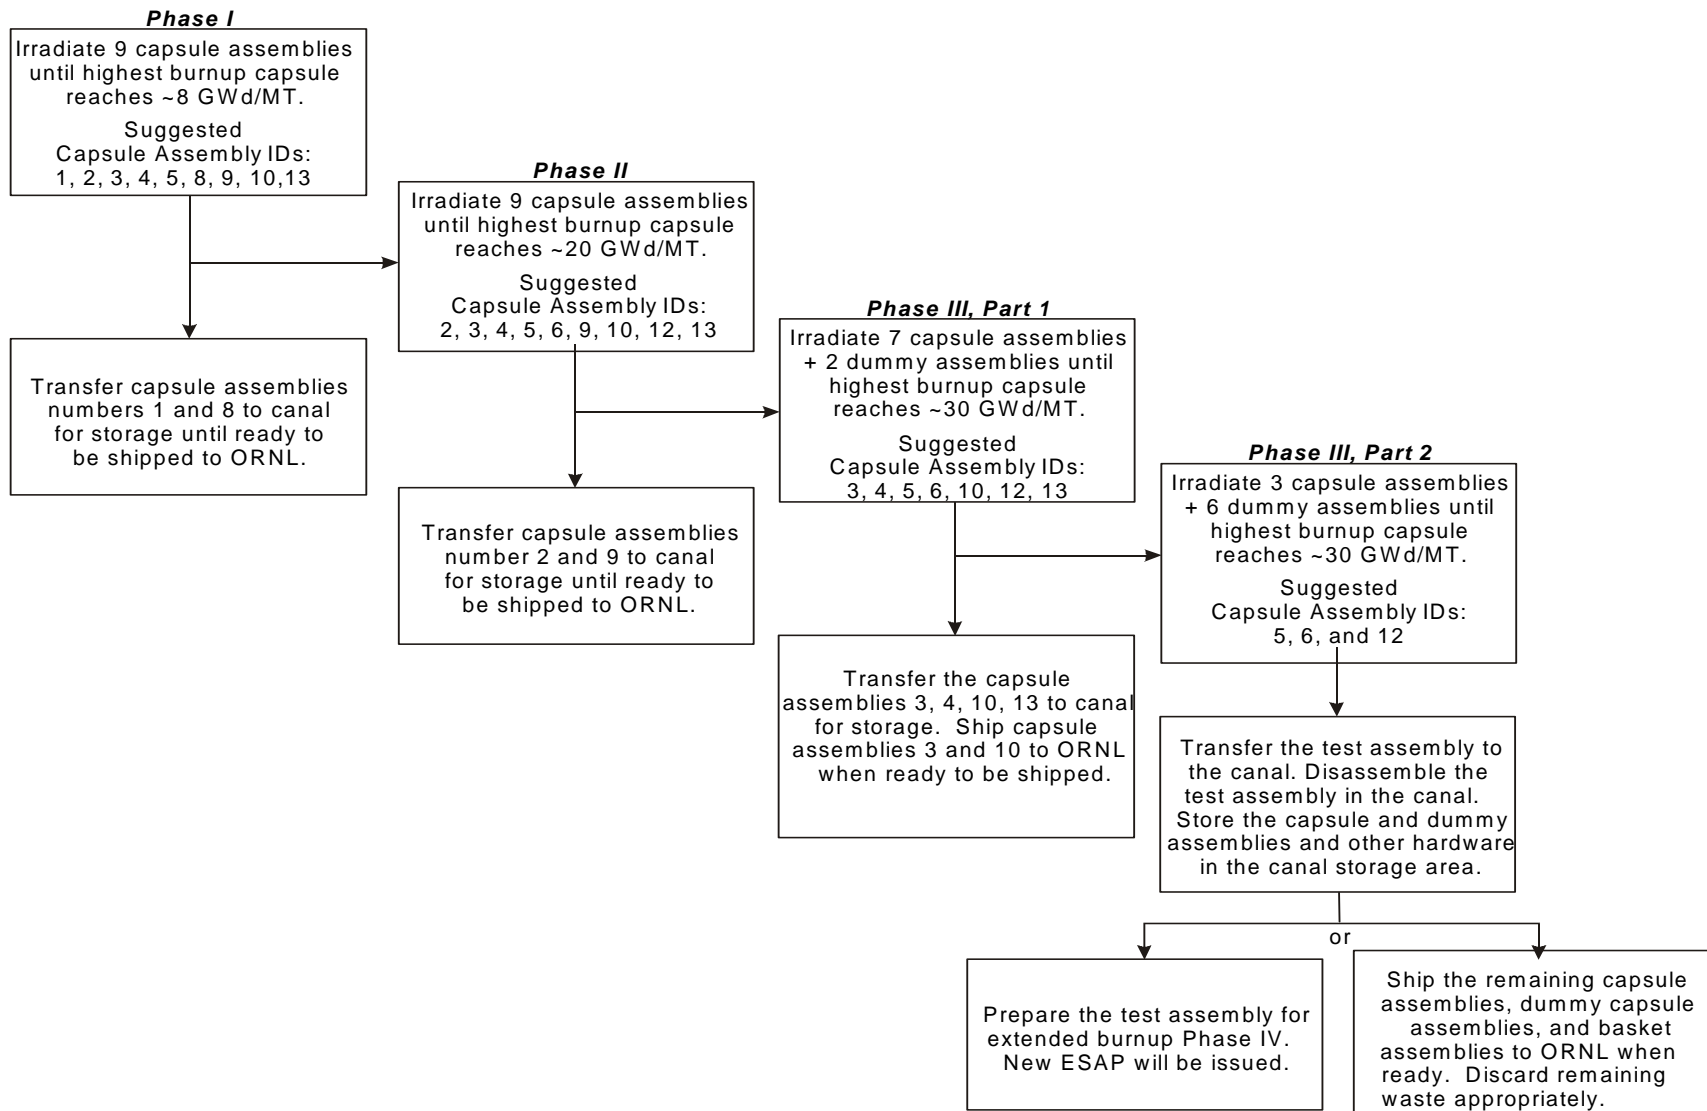 Phase I
Irradiate 9 capsule assemblies
until highest burnup capsule
reaches ~8 GWd/MT.
Suggested
Capsule Assembly IDs:
1, 2, 3, 4, 5, 8, 9, 10,13
Transfer capsule assemblies
numbers 1 and 8 to canal
for storage until ready to
be shipped to ORNL.
Phase II
Irradiate 9 capsule assemblies
until highest burnup capsule
reaches ~20 GWd/MT.
Suggested
Capsule Assembly IDs:
2, 3, 4, 5, 6, 9, 10, 12, 13
Transfer capsule assemblies
number 2 and 9 to canal
for storage until ready to
be shipped to ORNL.
Phase III, Part 1
Irradiate 7 capsule assemblies
+ 2 dummy assemblies until
highest burnup capsule
reaches ~30 GWd/MT.
Suggested
Capsule Assembly IDs:
3, 4, 5, 6, 10, 12, 13
Transfer the capsule
assemblies 3, 4, 10, 13 to canal
for storage.  Ship capsule
assemblies 3 and 10 to ORNL
when ready to be shipped.
Phase III, Part 2
Irradiate 3 capsule assemblies
+ 6 dummy assemblies until
highest burnup capsule
reaches ~30 GWd/MT.
Suggested
Capsule Assembly IDs:
5, 6, and 12
Transfer the test assembly to
the canal. Disassemble the
test assembly in the canal.
Store the capsule and dummy
assemblies and other hardware
in the canal storage area.
or
Prepare the test assembly for
extended burnup Phase IV.
New ESAP will be issued.
Ship the remaining capsule
assemblies, dummy capsule
assemblies, and basket
assemblies to ORNL when
ready.  Discard remaining
waste appropriately.